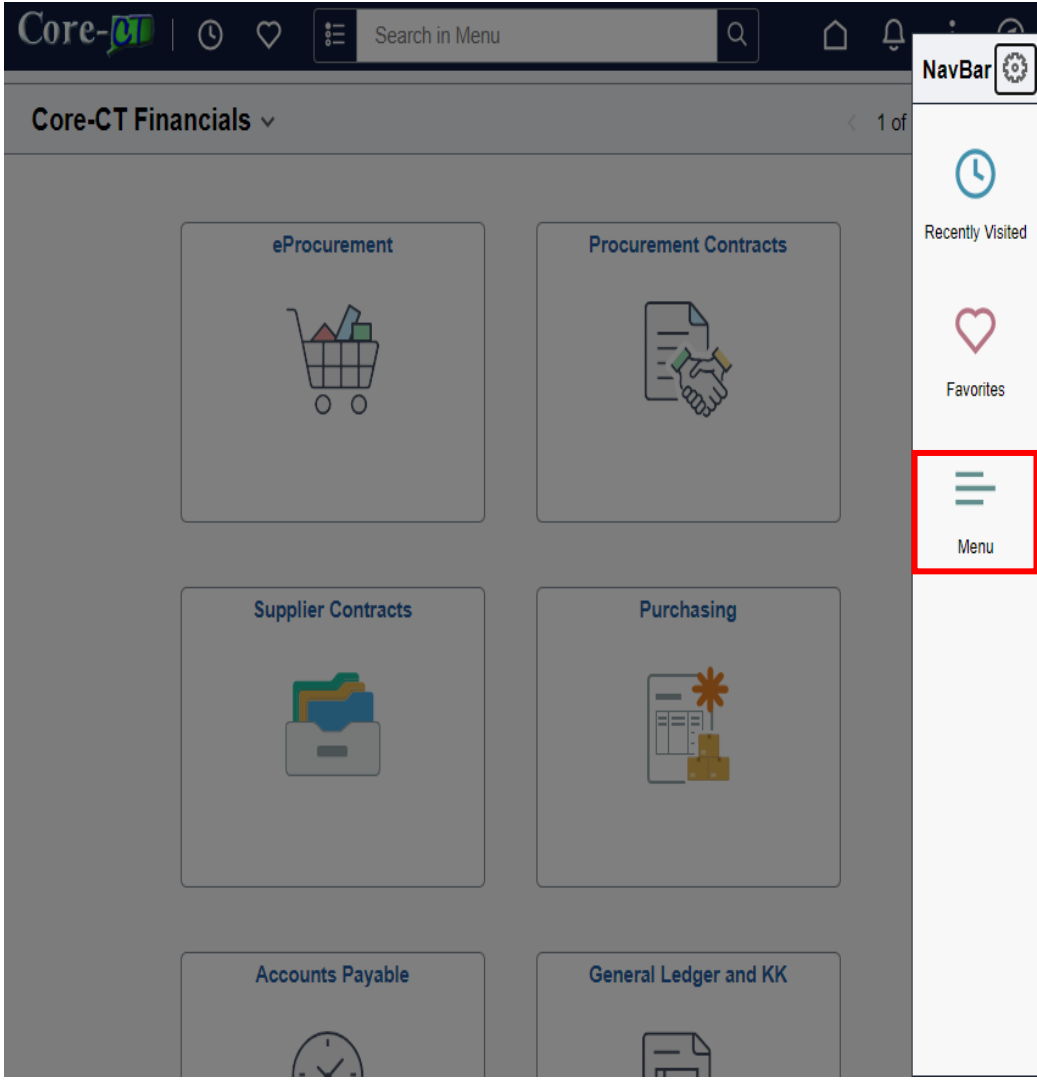 Core-CT
Search in Menu
NavBar
Core-CT Financials
1 of
Recently Visited
Favorites
Menu
eProcurement
Procurement Contracts
Supplier Contracts
Purchasing
Accounts Payable
General Ledger and KK